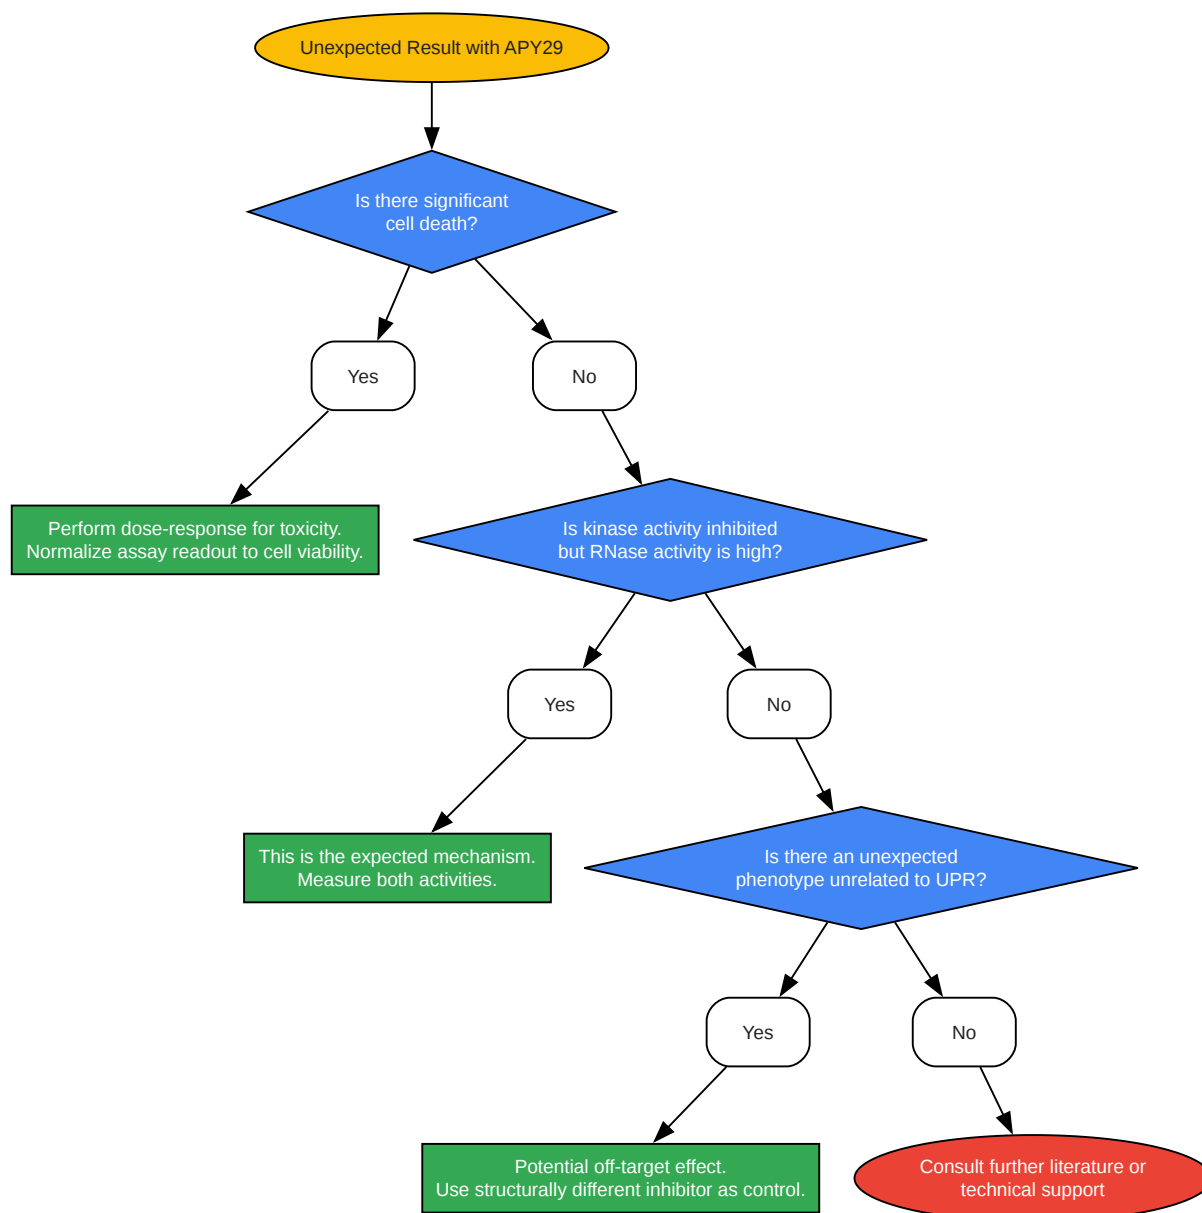 Unexpected Result with APY29
Is there significant
cell death?
Yes
No
Perform dose-response for toxicity.
Normalize assay readout to cell viability.
Is kinase activity inhibited
but RNase activity is high?
Yes
No
This is the expected mechanism.
Measure both activities.
Is there an unexpected
phenotype unrelated to UPR?
Yes
No
Potential off-target effect.
Use structurally different inhibitor as control.
Consult further literature or
technical support